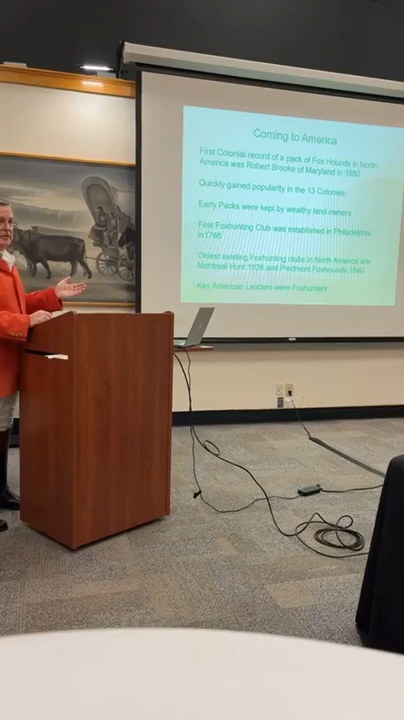 Coming to America
First Colonial record of a pack of Fox Hounds in North
America was Robert Brooke of Maryland in 1650
Quickly gained popularity in the 13 Colonies.
Early Packs were kept by wealthy land owners
First Foxhunting Club was established in Philadelphia
in1766
Oldest existing Foxhunting clubs in North America are
Montreal Hunt 1826 and Piedmont Foxhounds 1840
Key American Leaders were Foxhunters